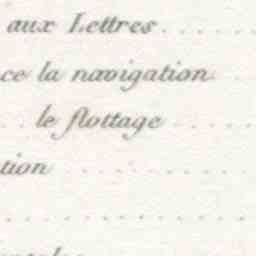 aux Lettres
ce la navigation
le flottage
tion